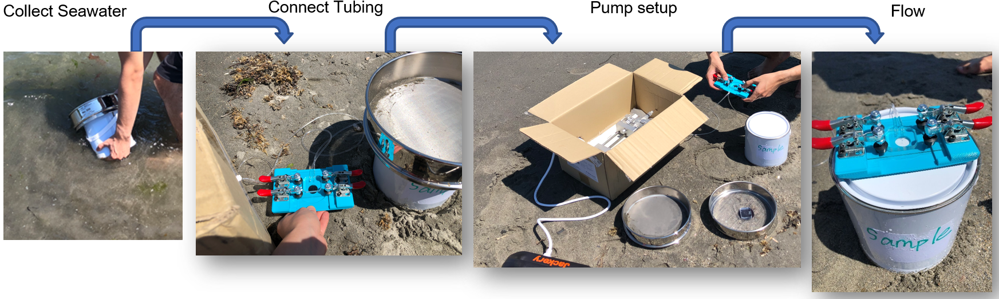 Collect Seawater
Connect Tubing
Pump setup
Flow
Sample
Jackery
Sample